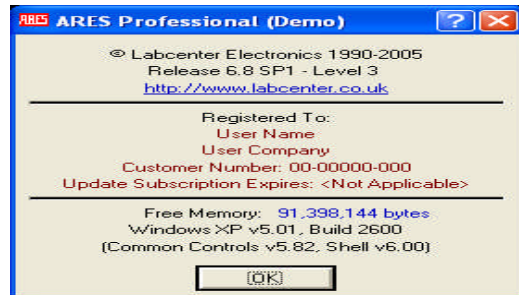 ARES ARES Professional (Demo)
© Labcenter Electronics 1990-2005
Release 6.8 SP1 - Level 3
http://www.labcenter.co.uk
Registered To:
User Name
User Company
Customer Number: 00-00000-000
Update Subscription Expires: <Not Applicable>
Free Memory: 91,398,144 bytes
Windows XP v5.01, Build 2600
(Common Controls v5.82, Shell v6.00)
[OK]